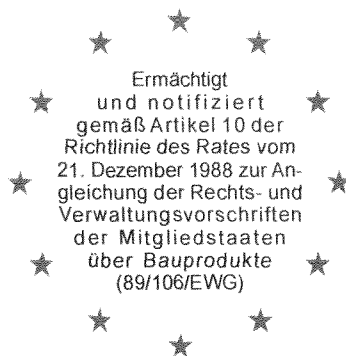 Ermächtigt
und notifiziert
gemäß Artikel 10 der
Richtlinie des Rates vom
21. Dezember 1988 zur An-
gleichung der Rechts- und
Verwaltungsvorschriften
der Mitgliedstaaten
über Bauprodukte
(89/106/EWG)